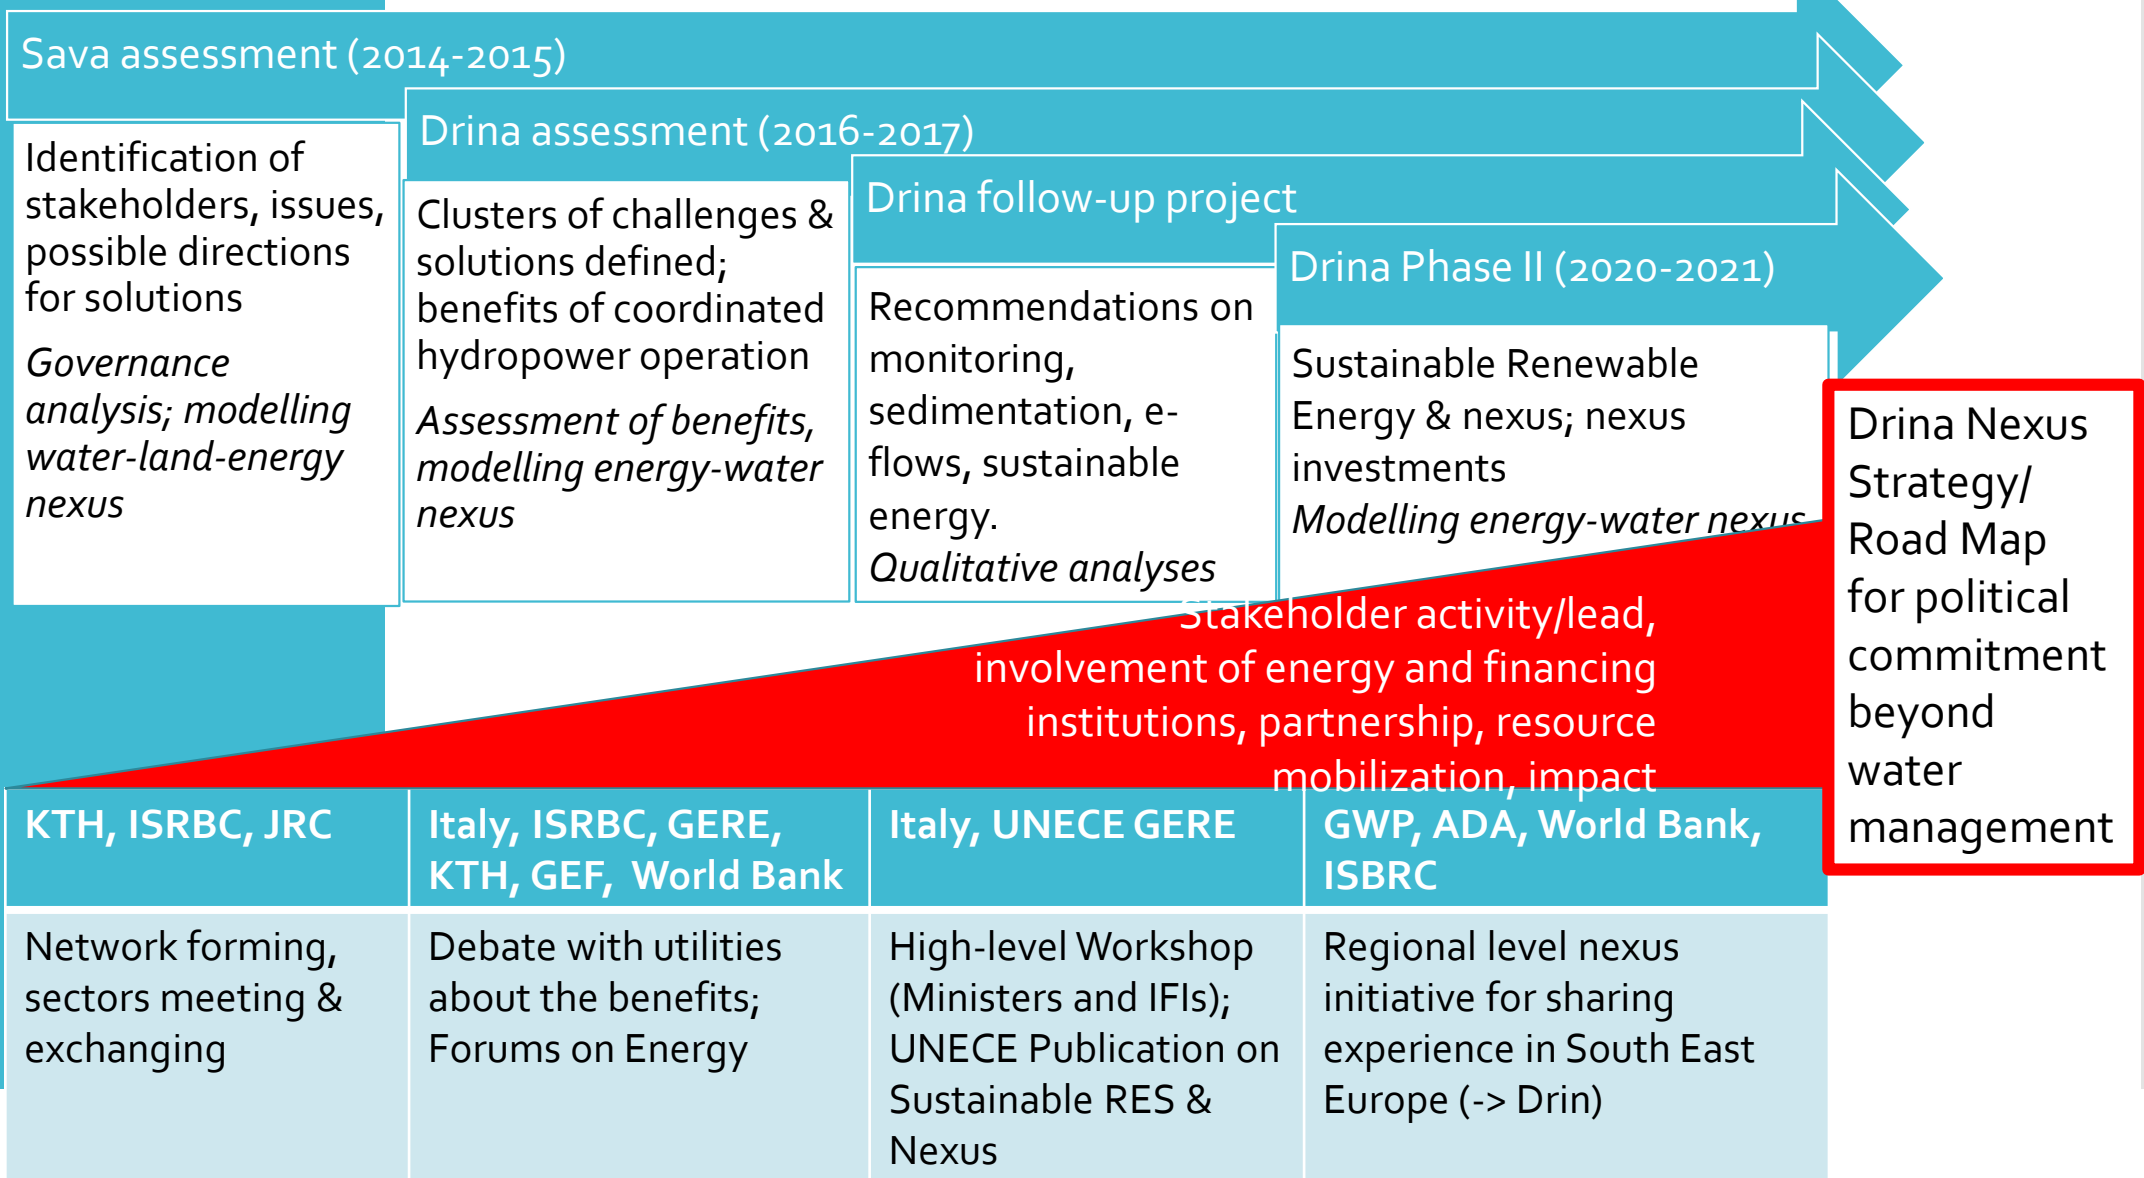 Sava assessment (2014-2015)
Identification of
stakeholders, issues,
possible directions
for solutions
Governance
analysis; modelling
water-land-energy
nexus
Drina assessment (2016-2017)
Clusters of challenges &
solutions defined;
benefits of coordinated
hydropower operation
Assessment of benefits,
modelling energy-water
nexus
Drina follow-up project
Recommendations on
monitoring,
sedimentation, e-
flows, sustainable
energy.
Qualitative analyses
Drina Phase II (2020-2021)
Sustainable Renewable
Energy & nexus; nexus
investments
Modelling energy-water nexus
Stakeholder activity/lead,
involvement of energy and financing
institutions, partnership, resource
mobilization, impact
Drina Nexus
Strategy/
Road Map
for political
commitment
beyond
water
management
KTH, ISRBC, JRC
Italy, ISRBC, GERE,
KTH, GEF, World Bank
Italy, UNECE GERE
GWP, ADA, World Bank,
ISBRC
Network forming,
sectors meeting &
exchanging
Debate with utilities
about the benefits;
Forums on Energy
High-level Workshop
(Ministers and IFIs);
UNECE Publication on
Sustainable RES &
Nexus
Regional level nexus
initiative for sharing
experience in South East
Europe (-> Drin)